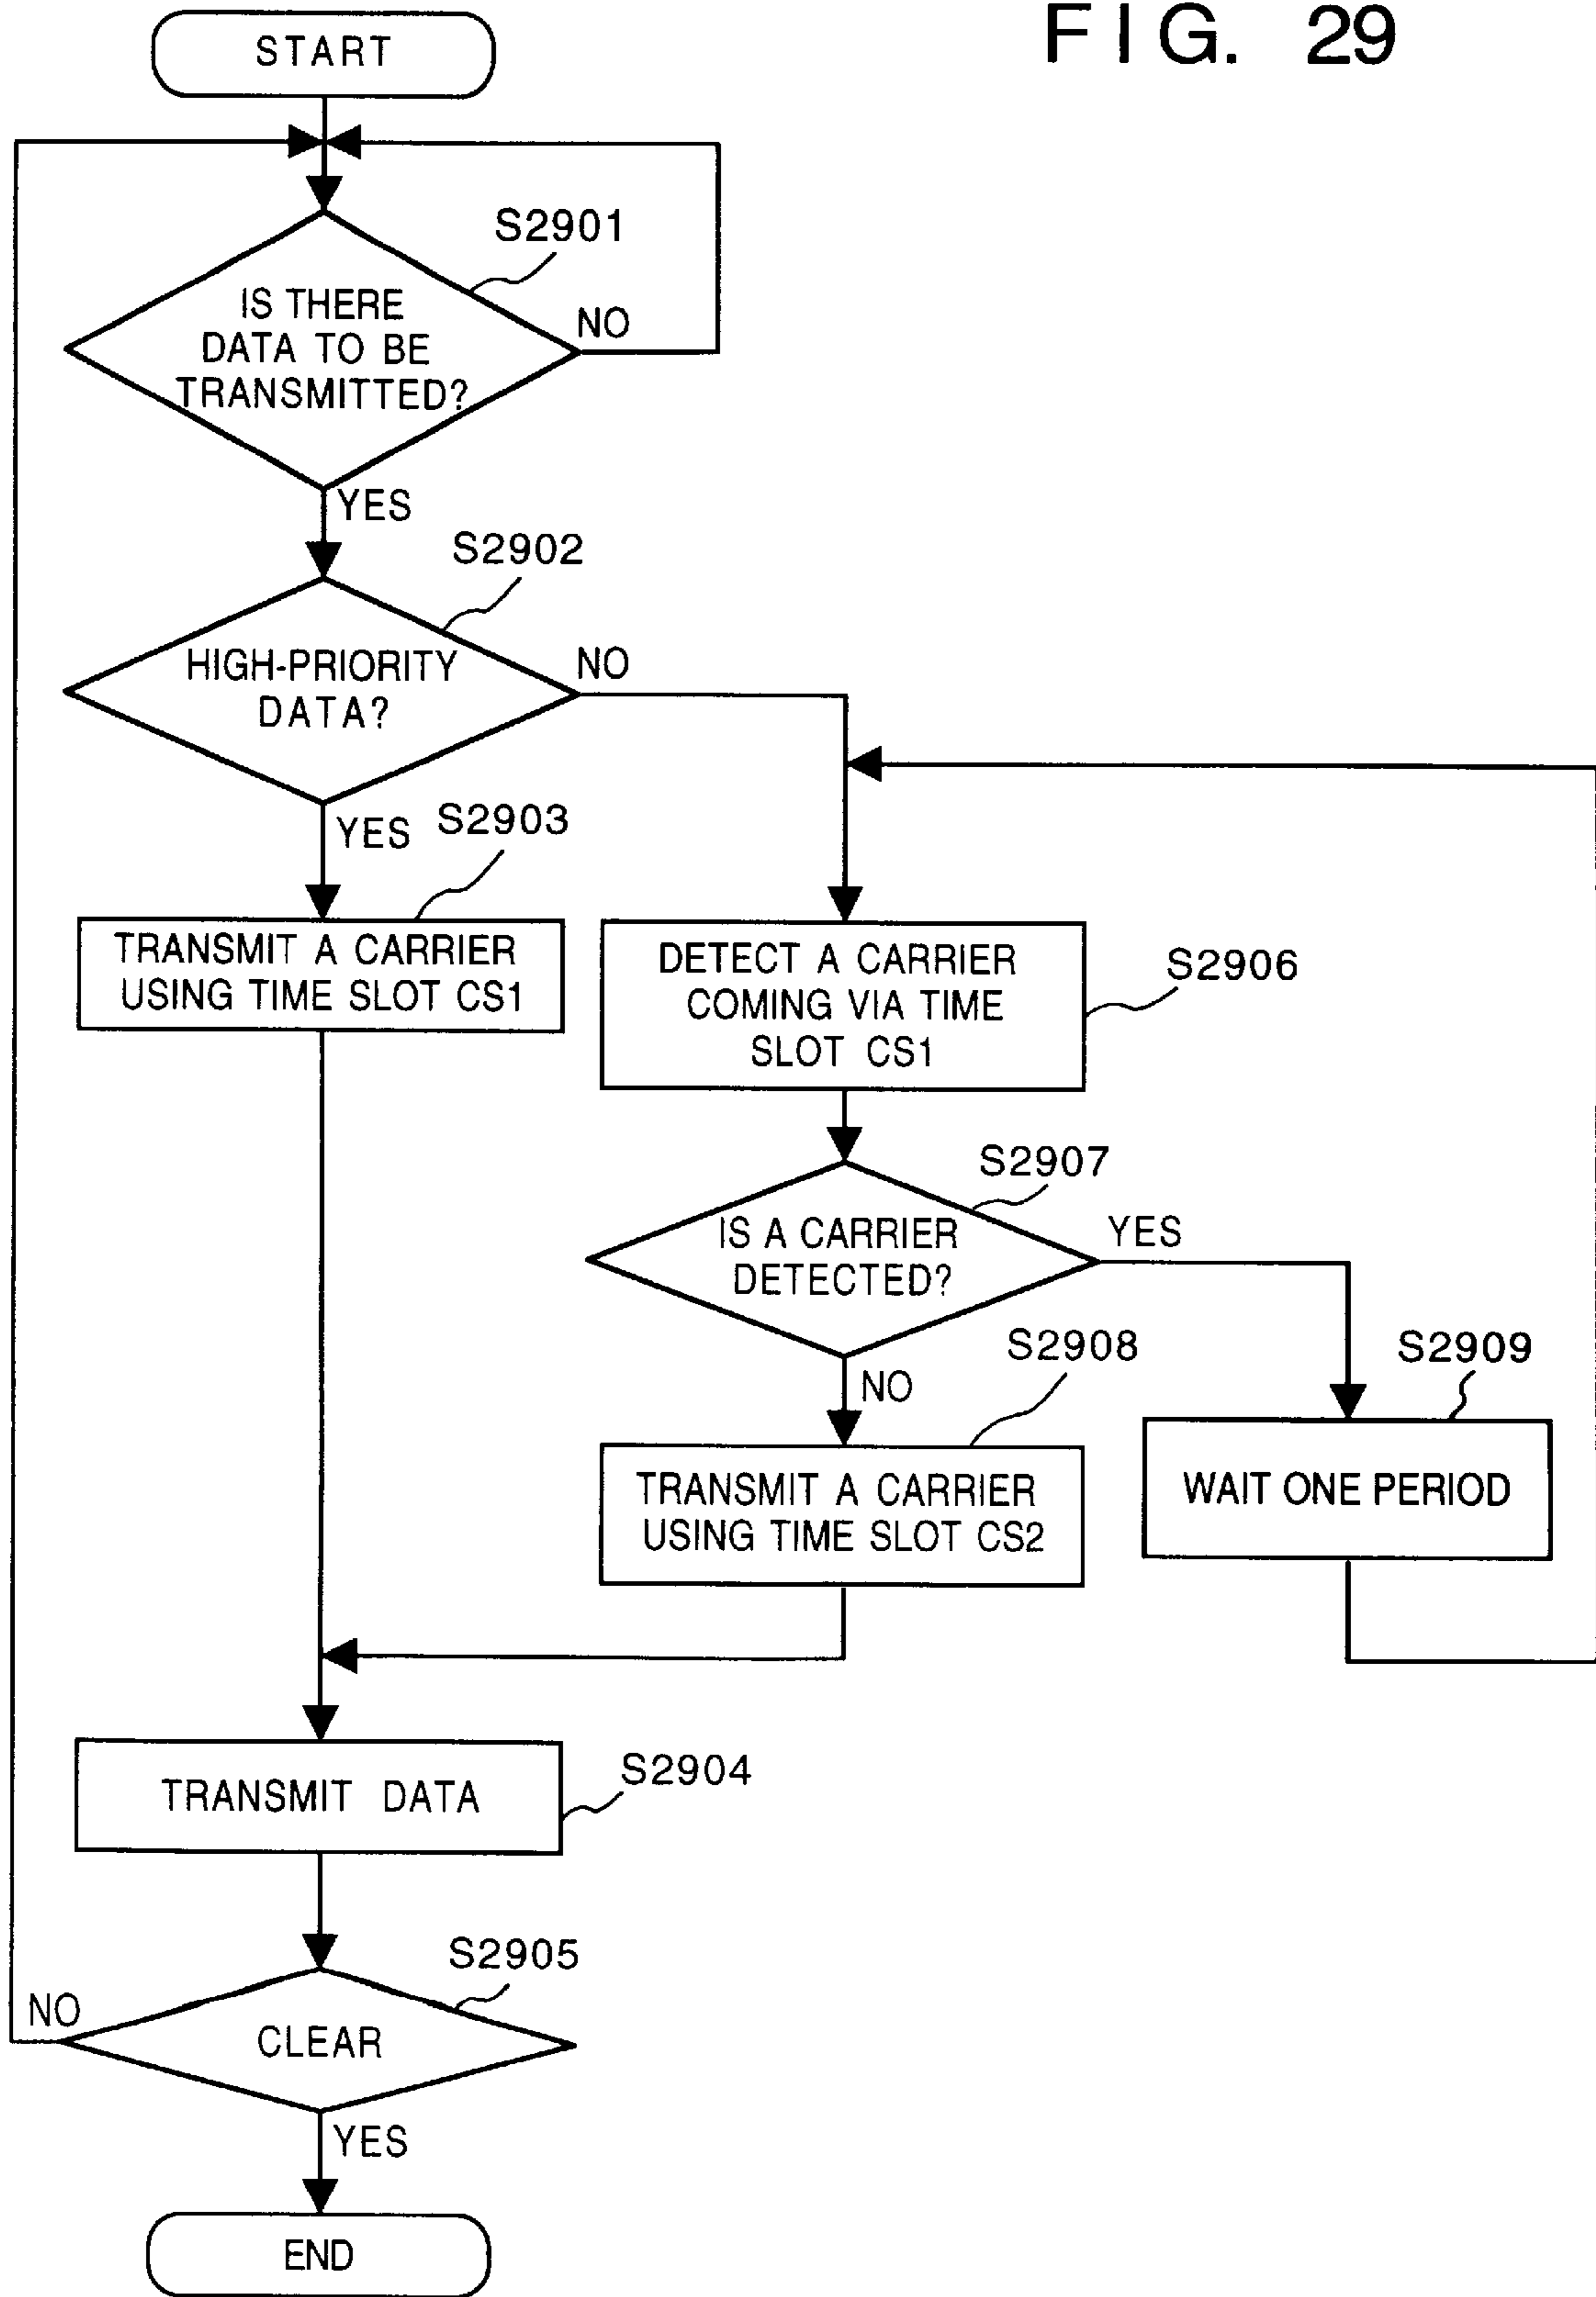 FIG. 29
START
S2901
IS THERE
DATA TO BE
TRANSMITTED?
NO
YES
S2902
HIGH-PRIORITY
DATA?
NO
YES
S2903
TRANSMIT A CARRIER
USING TIME SLOT CS1
DETECT A CARRIER
COMING VIA TIME
SLOT CS1
S2906
S2907
IS A CARRIER
DETECTED?
YES
NO
S2908
S2909
TRANSMIT A CARRIER
USING TIME SLOT CS2
WAIT ONE PERIOD
TRANSMIT DATA
S2904
S2905
NO
CLEAR
YES
END